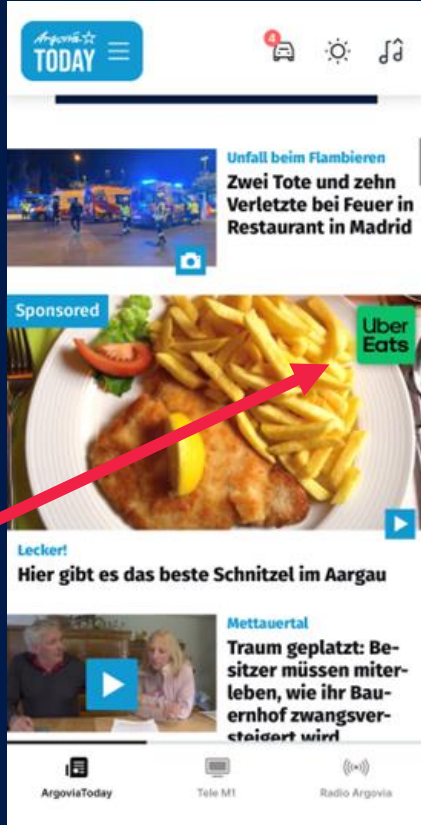 Argovia
TODAY
4
Unfall beim Flambieren
Zwei Tote und zehn
Verletzte bei Feuer in
Restaurant in Madrid
Sponsored
Uber
Eats
Lecker!
Hier gibt es das beste Schnitzel im Aargau
Mettauertal
Traum geplatzt: Be-
sitzer müssen miter-
leben, wie ihr Bau-
ernhof zwangsver-
steigert wird
ArgoviaToday
Tele M1
Radio Argovia